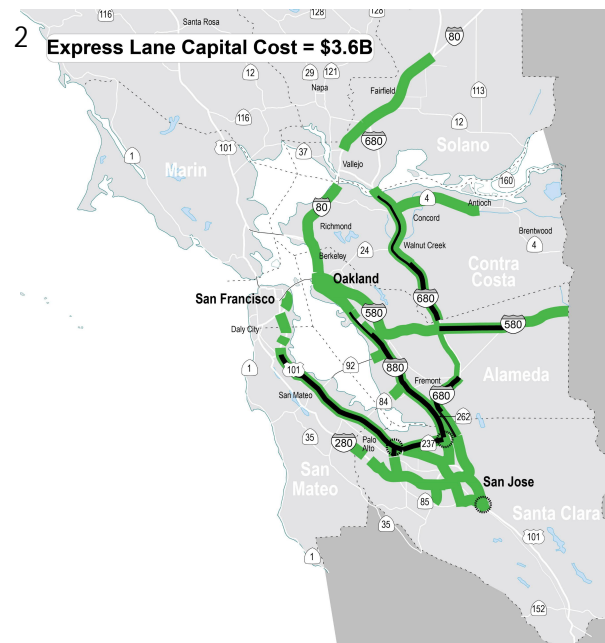 2
Express Lane Capital Cost = $3.6B
116
Santa Rosa
128
128
80
12
29
121
Napa
Fairfield
113
116
12
680
Solano
1
101
37
Marin
Vallejo
160
80
4
Antioch
Concord
Richmond
Brentwood
4
24
Walnut Creek
Berkeley
Contra
Costa
Oakland
680
San Francisco
580
580
Daly City
92
880
1
101
Fremont
Alameda
680
San Mateo
84
262
35
280
Palo
Alto
237
San
Mateo
San Jose
85
Santa Clara
35
101
1
152